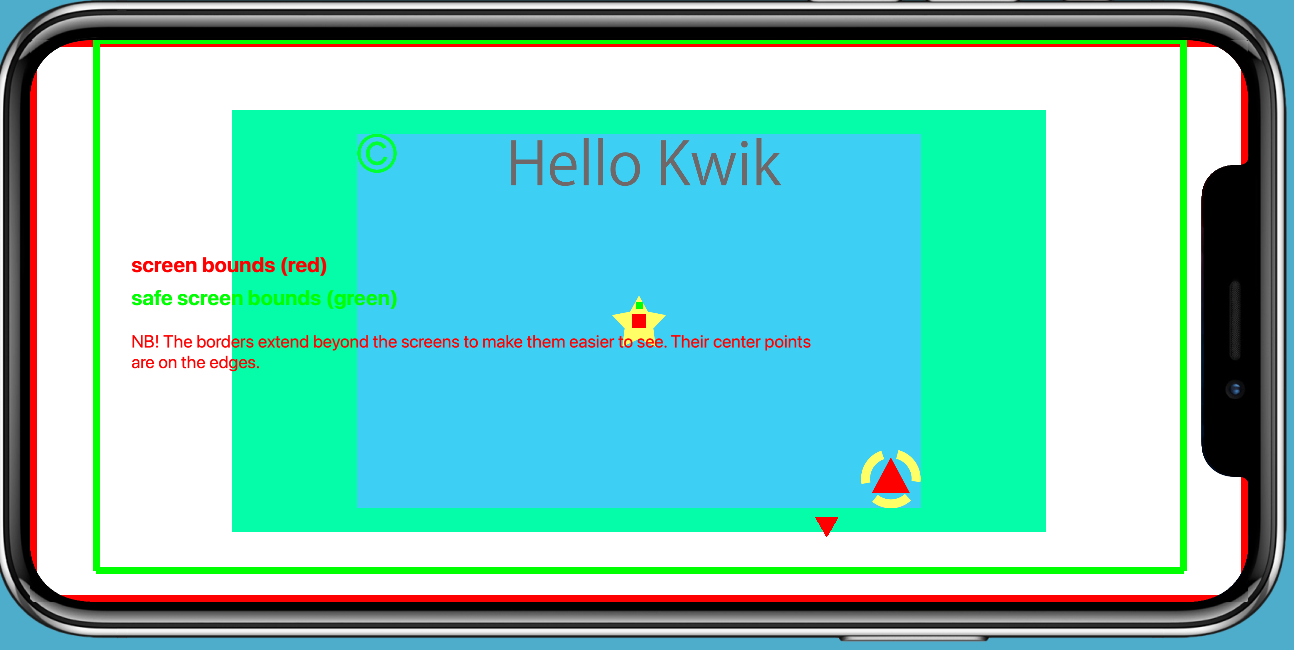 © Hello Kwik
screen bounds (red)
safe screen bounds (green)
NB! The borders extend beyond the screens to make them easier to see. Their center points
are on the edges.